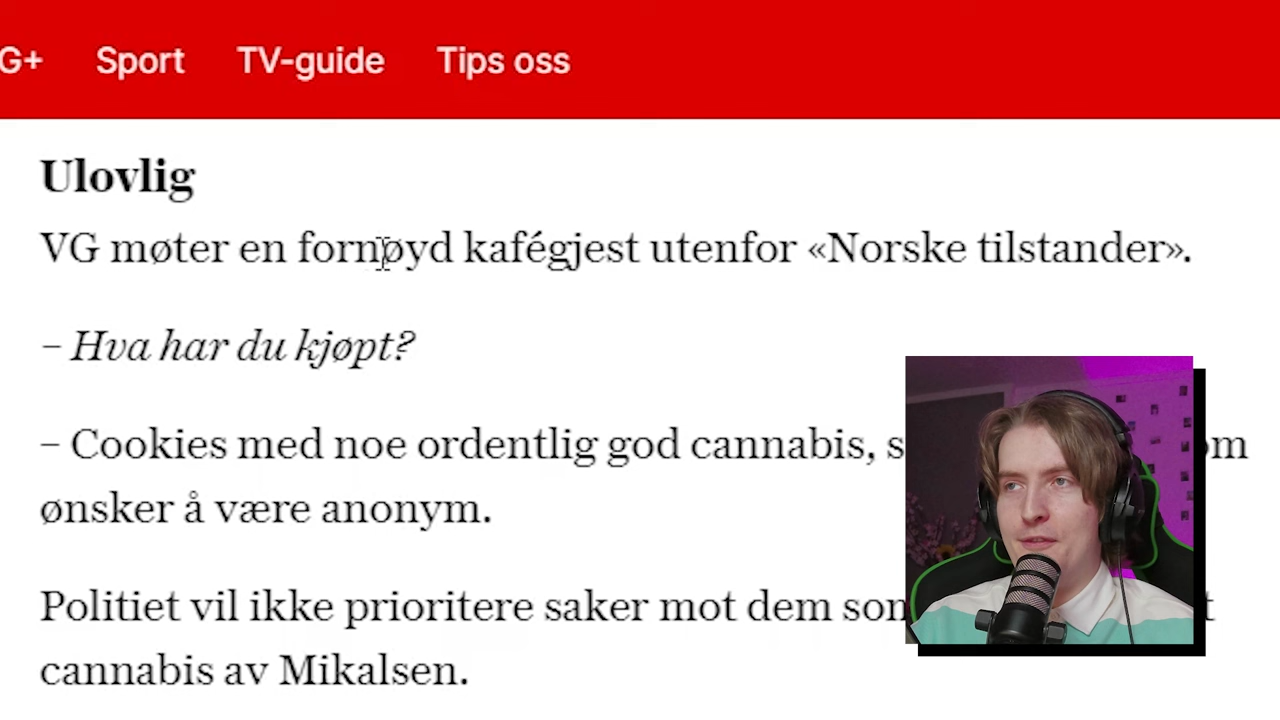 G+ Sport TV-guide Tips oss
Ulovlig
VG møter en fornøyd kafégjest utenfor «Norske tilstander».
– Hva har du kjøpt?
– Cookies med noe ordentlig god cannabis,
ønsker å være anonym.
Politiet vil ikke prioritere saker mot dem
cannabis av Mikalsen.